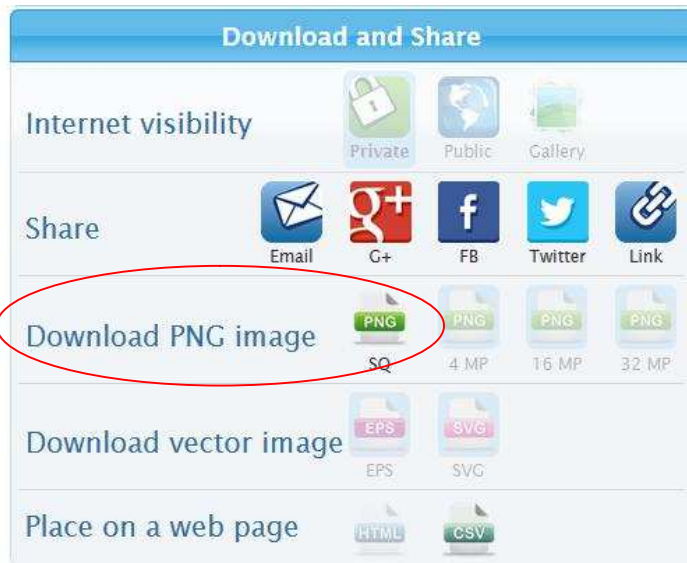 Download and Share
Internet visibility
Private Public Gallery
Share
Email G+ FB Twitter Link
g+ f
Download PNG image
PNG PNG PNG PNG
SQ 4 MP 16 MP 32 MP
Download vector image
EPS SVG
EPS SVG
Place on a web page
HTML CSV